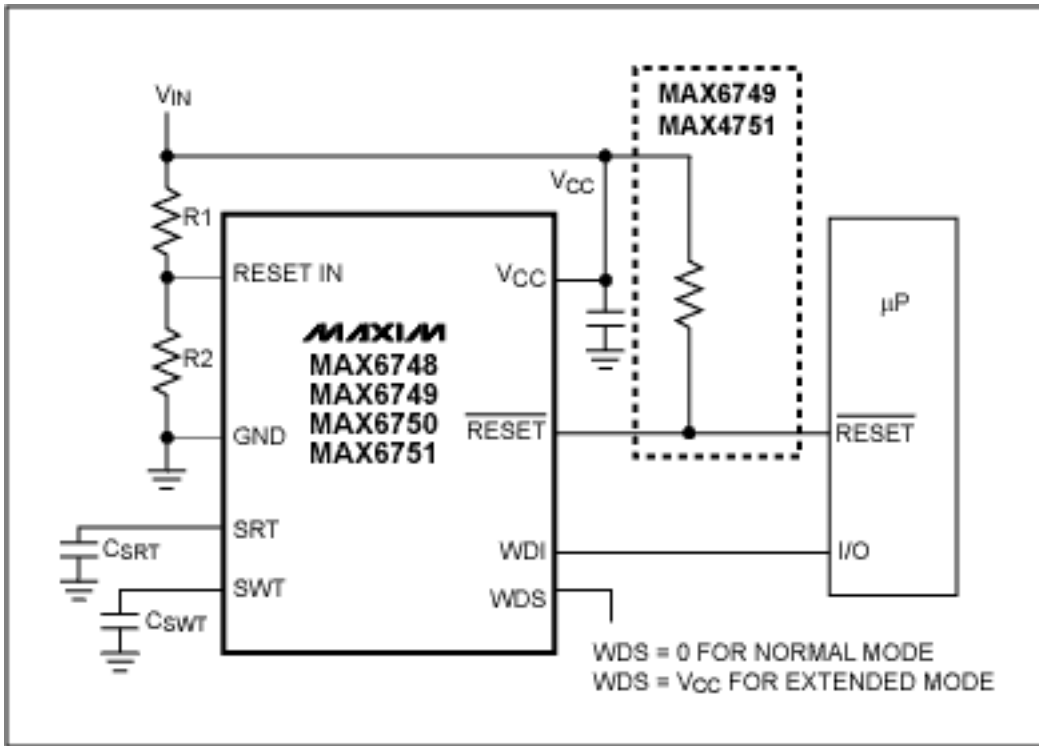 VIN
MAX6749
MAX4751
VCC
R1
RESET IN
VCC
µP
MAXIM
MAX6748
MAX6749
MAX6750
MAX6751
R2
GND
RESET
RESET
SRT
CSRT
WDI
I/O
SWT
CSWT
WDS
WDS = 0 FOR NORMAL MODE
WDS = VCC FOR EXTENDED MODE